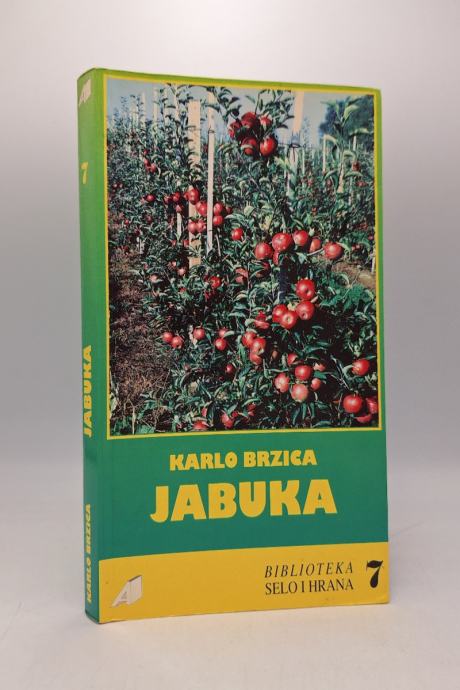 7
JABUKA
KARLO BRZICA
KARLO BRZICA
JABUKA
BIBLIOTEKA
SELO I HRANA
7